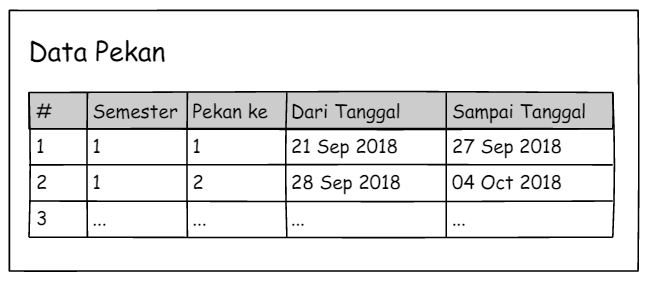 Data Pekan
# Semester Pekan ke Dari Tanggal Sampai Tanggal
1 1 1 21 Sep 2018 27 Sep 2018
2 1 2 28 Sep 2018 04 Oct 2018
3 ... ... ... ...